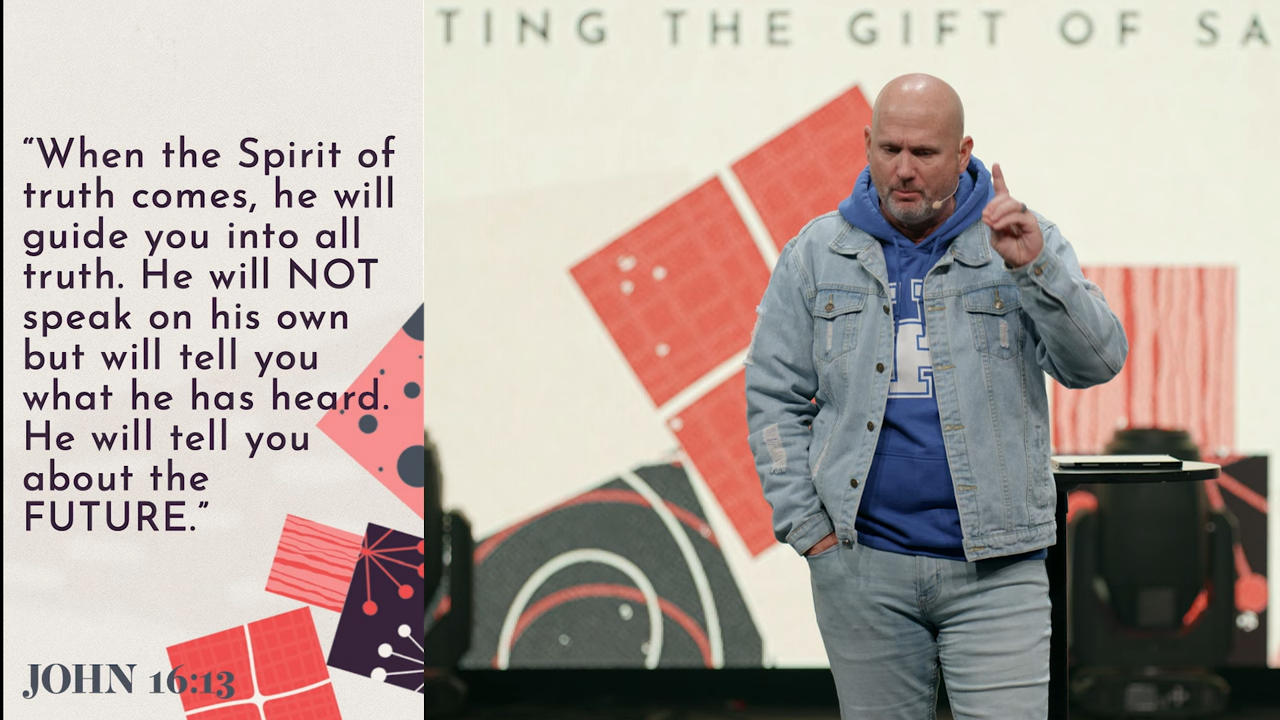 “When the Spirit of
truth comes, he will
guide you into all
truth. He will NOT
speak on his own
but will tell you
what he has heard.
He will tell you
about the
FUTURE.”
JOHN 16:13
TING THE GIFT OF SA
H